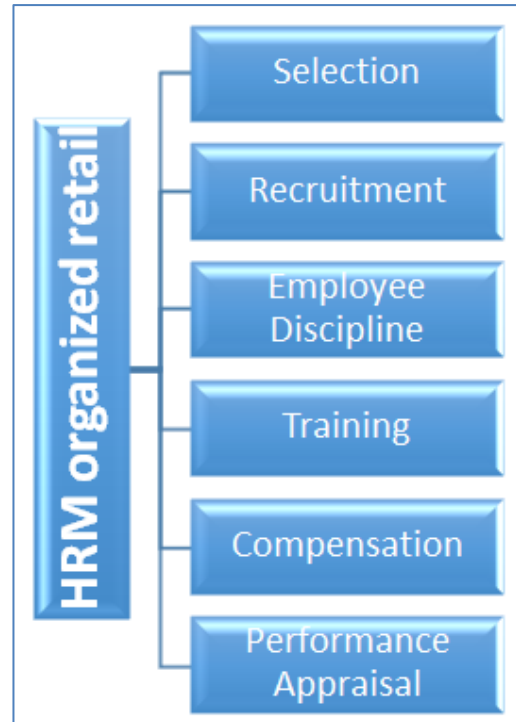 HRM organized retail
Selection
Recruitment
Employee
Discipline
Training
Compensation
Performance
Appraisal